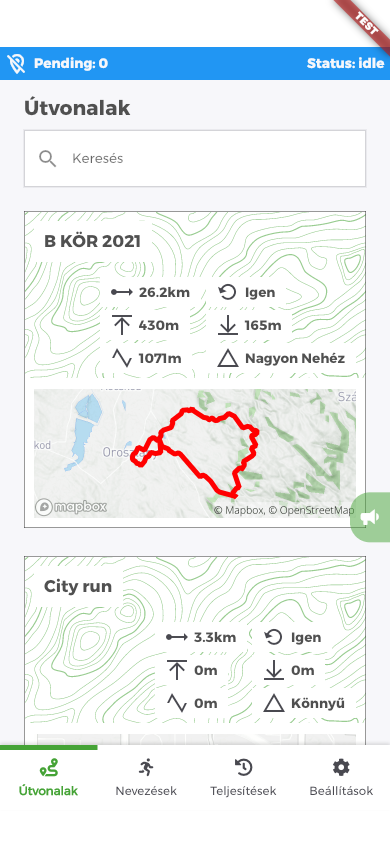 TEST
Pending: 0
Status: idle
Útvonalak
Keresés
B KÖR 2021
26.2km
Igen
430m
165m
1071m
Nagyon Nehéz
Szá
kod
Oros
mapbox
© Mapbox, © OpenStreetMap
City run
3.3km
Igen
0m
0m
0m
Könnyű
Útvonalak
Nevezések
Teljesítések
Beállítások